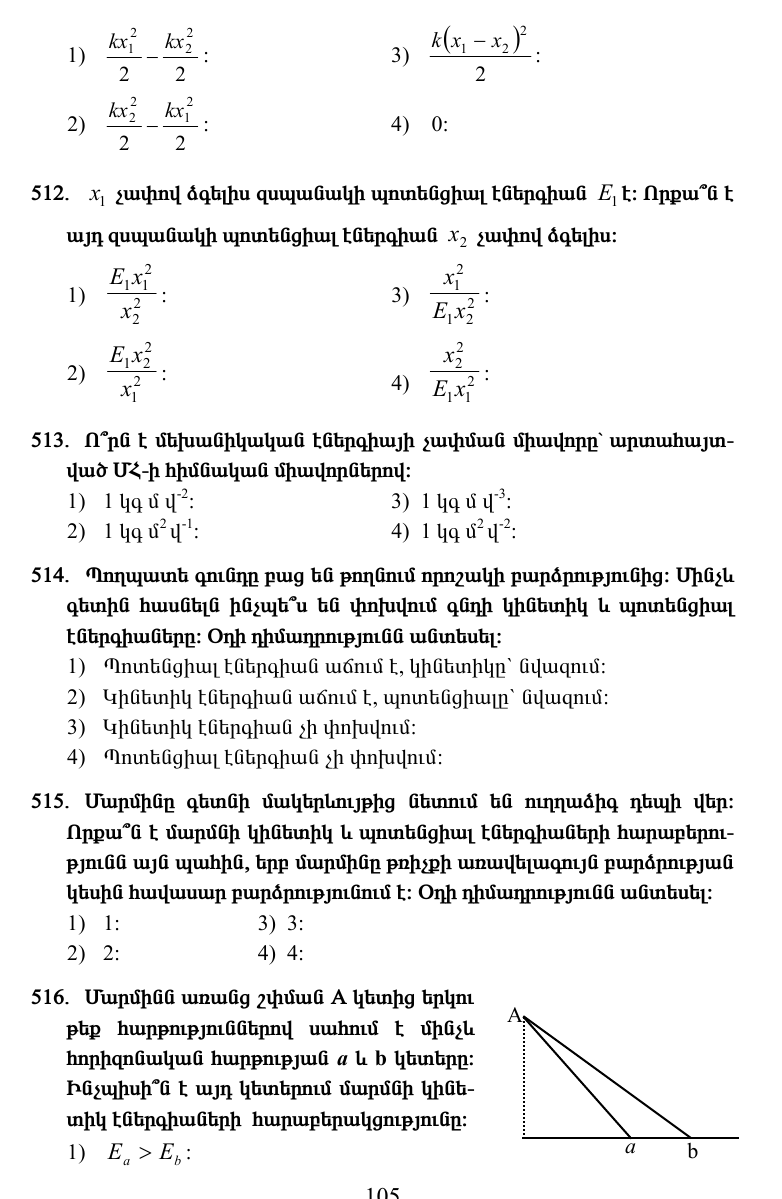 1) kx₁²/2 − kx₂²/2 : 3) k(x₁ − x₂)²/2 :
2) kx₂²/2 − kx₁²/2 : 4) 0:
512. x₁ չափով ձգելիս զսպանակի պոտենցիալ էներգիան E₁ է: Որքա՞ն է
այդ զսպանակի պոտենցիալ էներգիան x₂ չափով ձգելիս:
1) E₁x₁²/x₂² : 3) x₁²/E₁x₂² :
2) E₁x₂²/x₁² : 4) x₂²/E₁x₁² :
513. Ո՞րն է մեխանիկական էներգիայի չափման միավորը՝ արտահայտ-
ված ՄՀ-ի հիմնական միավորներով:
1) 1 կգ մ վ⁻²: 3) 1 կգ մ վ⁻³:
2) 1 կգ մ² վ⁻¹: 4) 1 կգ մ² վ⁻²:
514. Պողպատե գունդը բաց են թողնում որոշակի բարձրությունից: Մինչև
գետին հասնելն ինչպե՞ս են փոխվում գնդի կինետիկ և պոտենցիալ
էներգիաները: Օդի դիմադրությունն անտեսել:
1) Պոտենցիալ էներգիան աճում է, կինետիկը՝ նվազում:
2) Կինետիկ էներգիան աճում է, պոտենցիալը՝ նվազում:
3) Կինետիկ էներգիան չի փոխվում:
4) Պոտենցիալ էներգիան չի փոխվում:
515. Մարմինը գետնի մակերևույթից նետում են ուղղաձիգ դեպի վեր:
Որքա՞ն է մարմնի կինետիկ և պոտենցիալ էներգիաների հարաբերու-
թյունն այն պահին, երբ մարմինը թռիչքի առավելագույն բարձրության
կեսին հավասար բարձրությունում է: Օդի դիմադրությունն անտեսել:
1) 1: 3) 3:
2) 2: 4) 4:
516. Մարմինն առանց շփման A կետից երկու
թեք հարթություններով սահում է մինչև
հորիզոնական հարթության a և b կետերը:
Ինչպիսի՞ն է այդ կետերում մարմնի կինե-
տիկ էներգիաների հարաբերակցությունը:
1) Eₐ > E_b :
A
a b
105